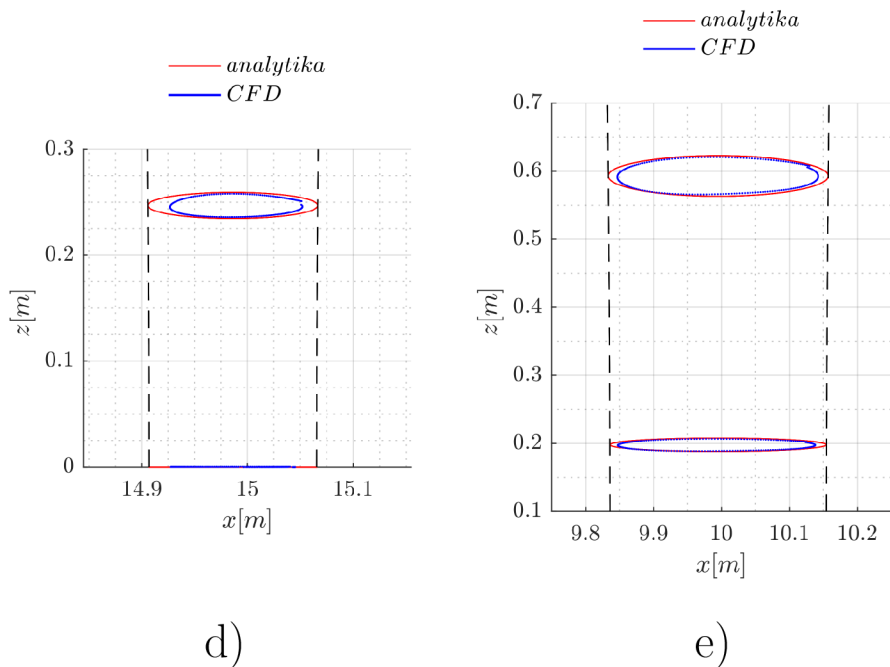 analytika
CFD
0.3
0.2
0.1
0
z[m]
14.9 15 15.1
x[m]
d)
analytika
CFD
0.7
0.6
0.5
0.4
0.3
0.2
0.1
z[m]
9.8 9.9 10 10.1 10.2
x[m]
e)